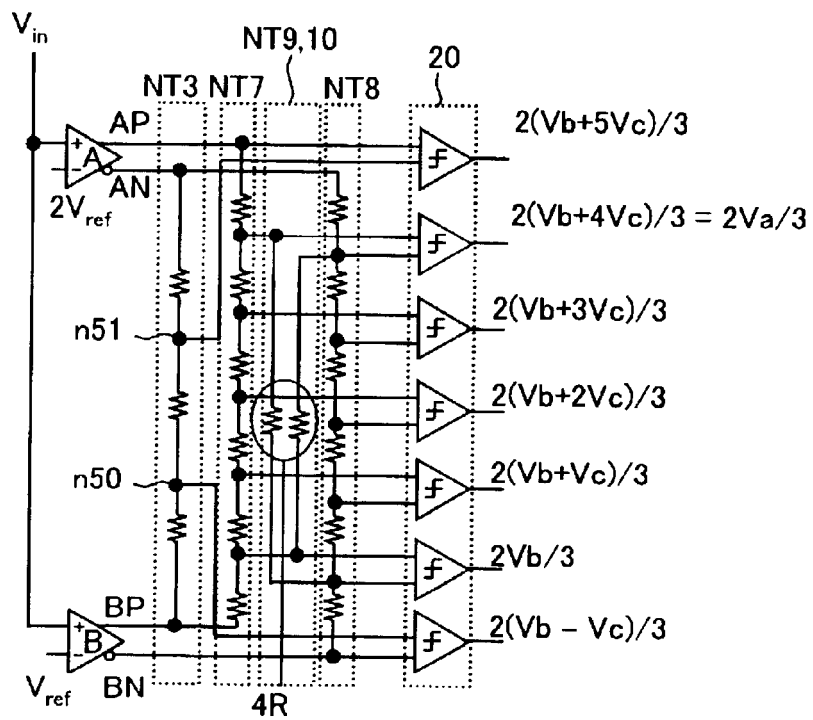 V_in
NT9,10
NT3 NT7 NT8 20
AP
2(Vb+5Vc)/3
+
A
-
AN
2V_ref
2(Vb+4Vc)/3 = 2Va/3
2(Vb+3Vc)/3
n51
2(Vb+2Vc)/3
n50
2(Vb+Vc)/3
2Vb/3
BP
+
B
-
2(Vb - Vc)/3
V_ref
BN
4R